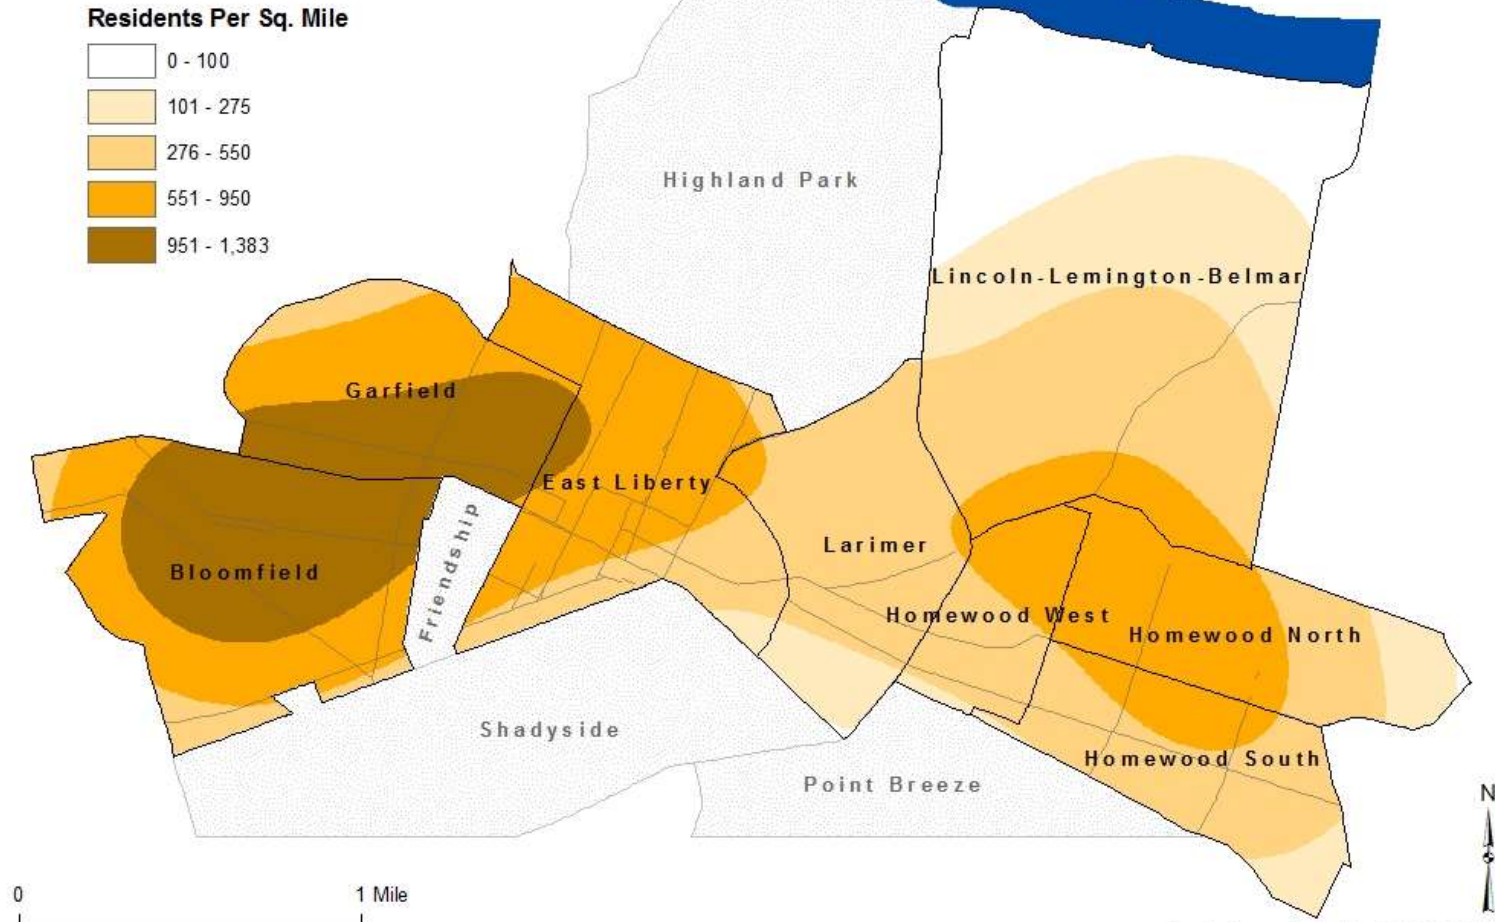 Residents Per Sq. Mile
0 - 100
101 - 275
276 - 550
551 - 950
951 - 1,383
Highland Park
Lincoln-Lemington-Belmar
Garfield
East Liberty
Friendship
Larimer
Bloomfield
Homewood West
Homewood North
Shadyside
Homewood South
Point Breeze
N
0
1 Mile